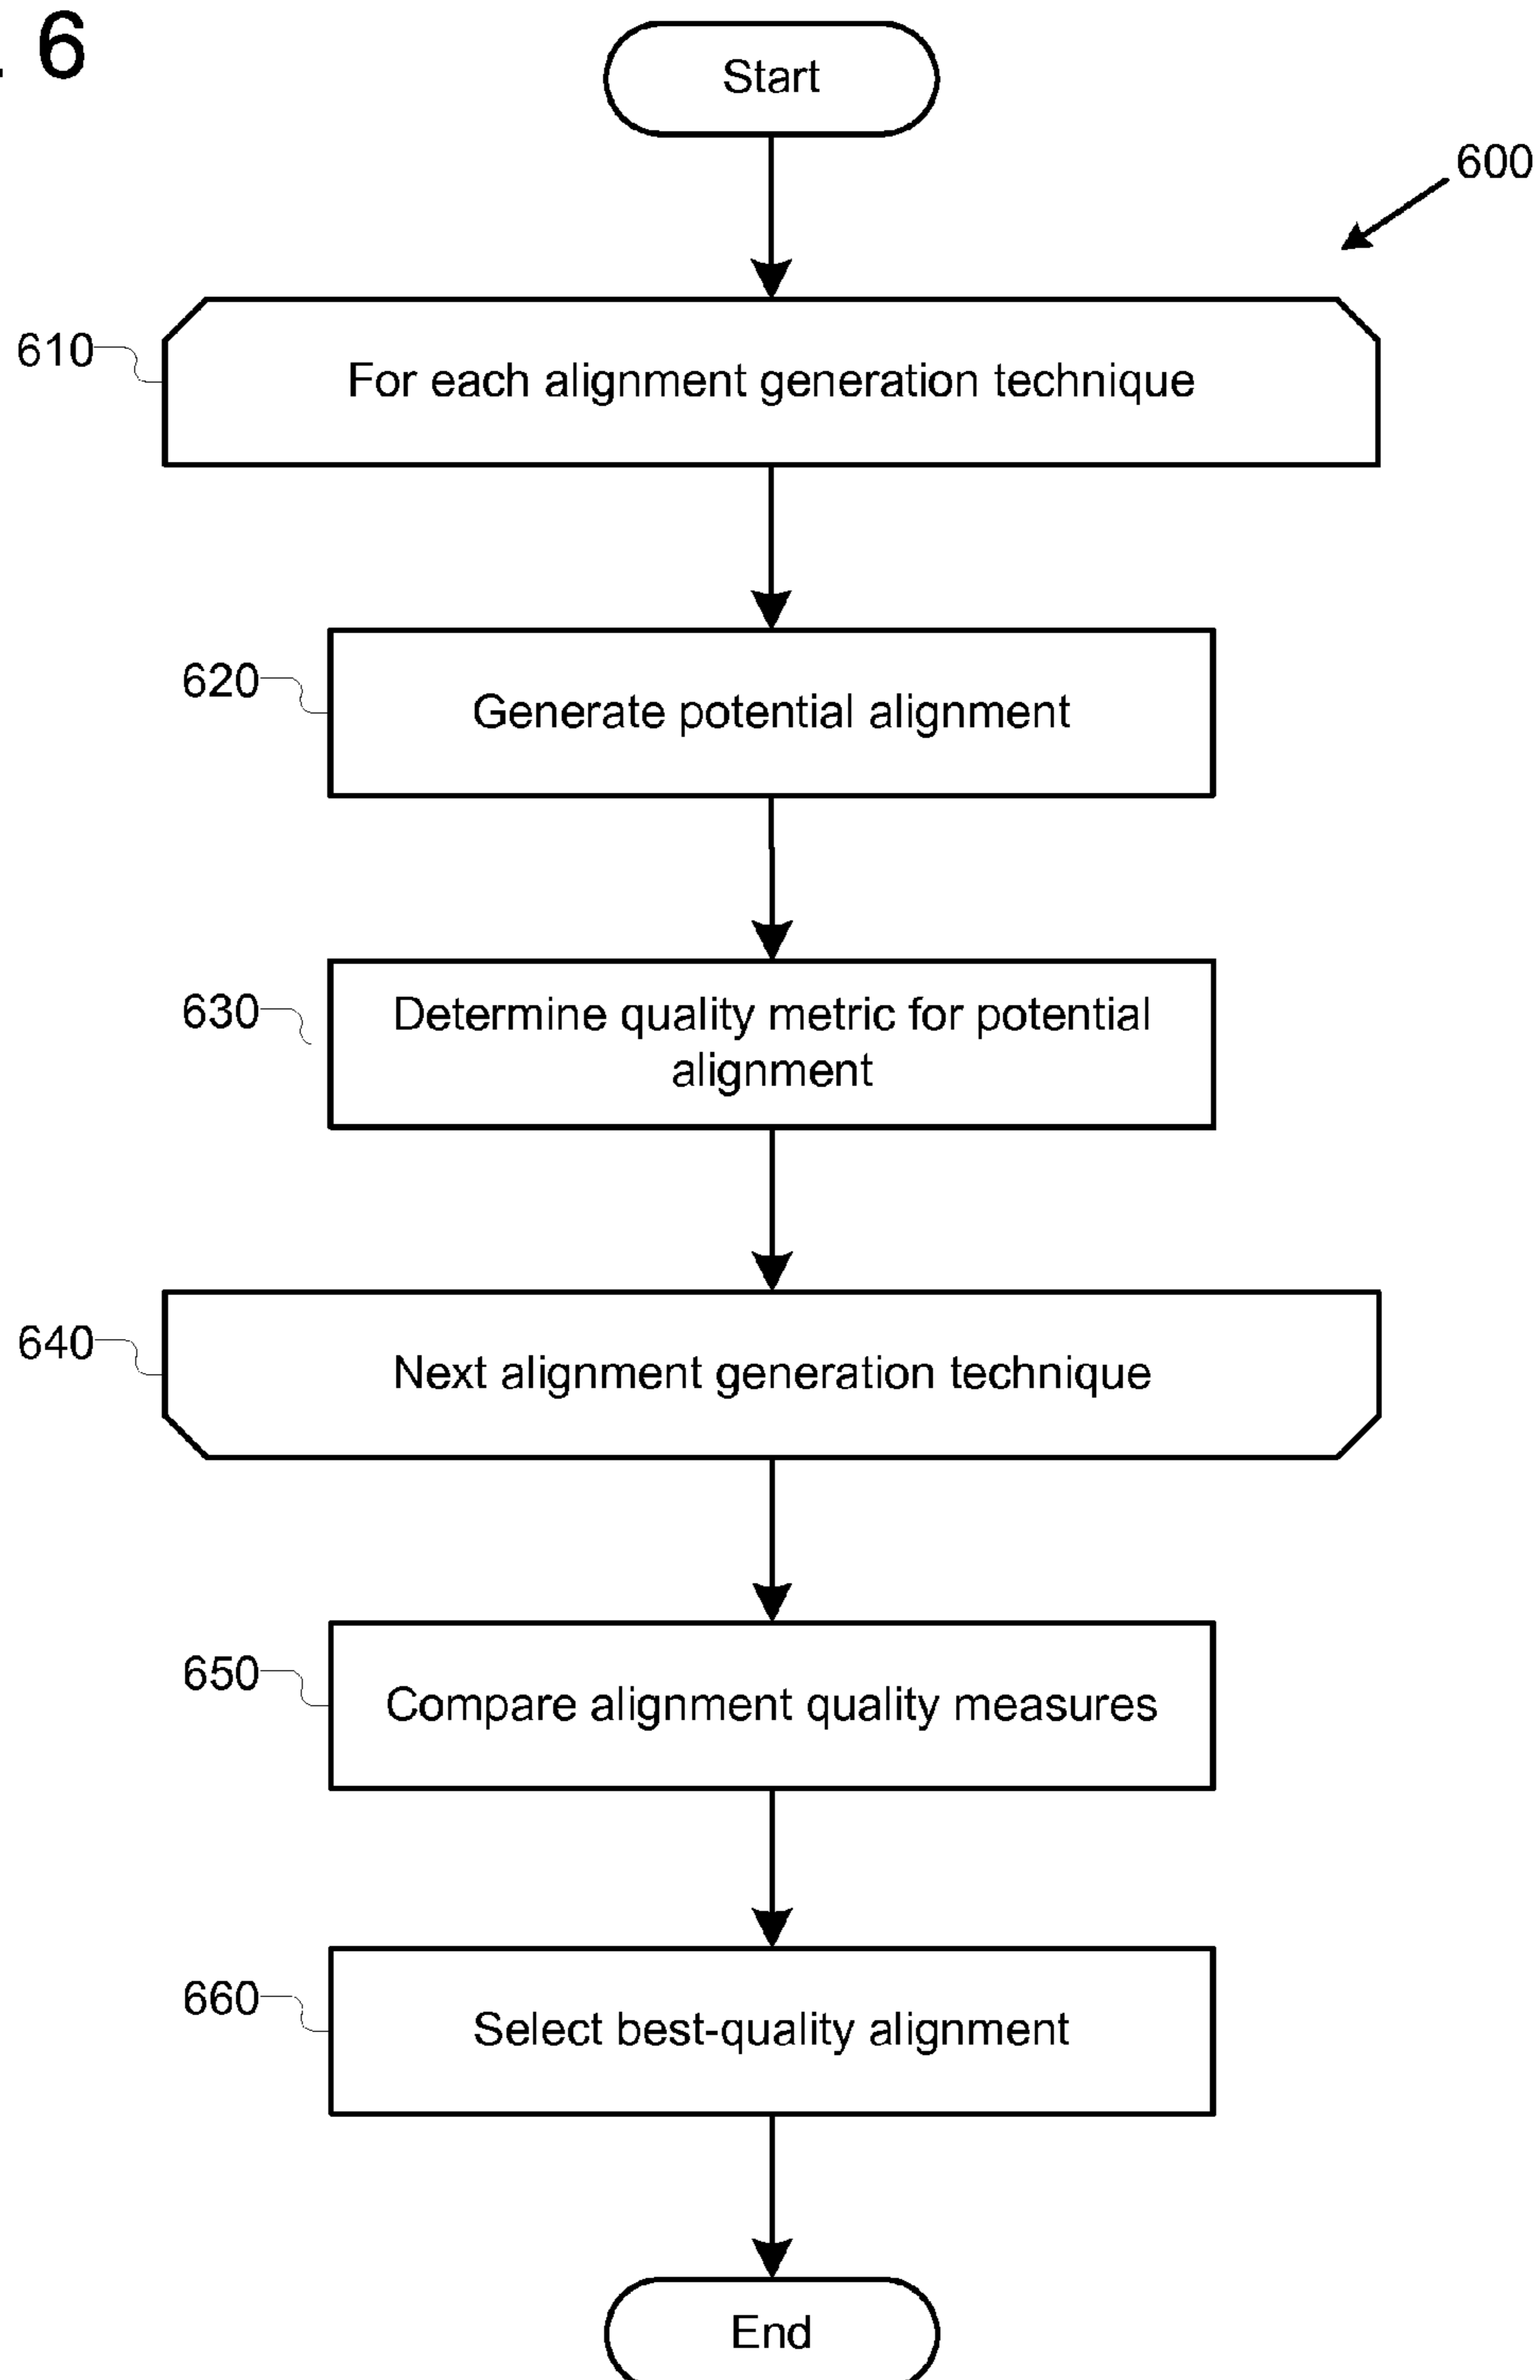 . 6
Start
600
610
For each alignment generation technique
620
Generate potential alignment
630
Determine quality metric for potential
alignment
640
Next alignment generation technique
650
Compare alignment quality measures
660
Select best-quality alignment
End